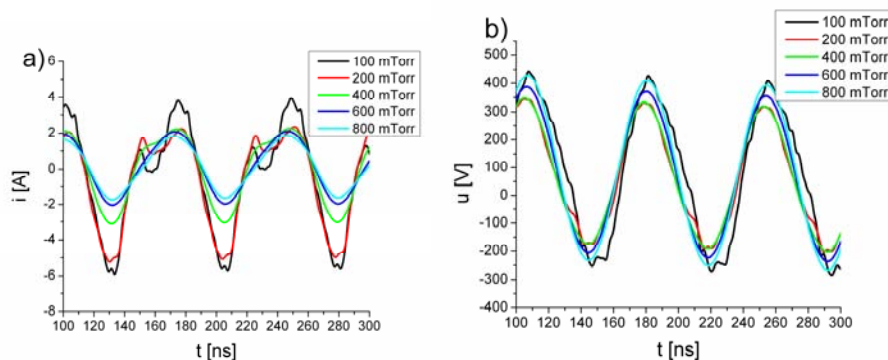 a)
100 mTorr
200 mTorr
400 mTorr
600 mTorr
800 mTorr
i [A]
6
4
2
0
-2
-4
-6
-8
100 120 140 160 180 200 220 240 260 280 300
t [ns]
b)
100 mTorr
200 mTorr
400 mTorr
600 mTorr
800 mTorr
u [V]
500
400
300
200
100
0
-100
-200
-300
-400
100 120 140 160 180 200 220 240 260 280 300
t [ns]